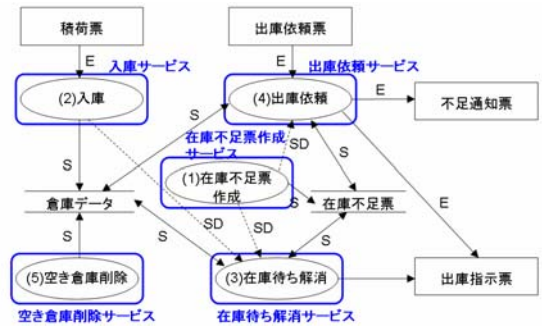 積荷票
出庫依頼票
E
入庫サービス
E
出庫依頼サービス
(2)入庫
(4)出庫依頼
E
不足通知票
S
S
在庫不足票作成
サービス
SD
S
(1)在庫不足票
作成
E
倉庫データ
S
在庫不足票
S
S
SD
SD
S
(5)空き倉庫削除
(3)在庫待ち解消
出庫指示票
空き倉庫削除サービス
在庫待ち解消サービス